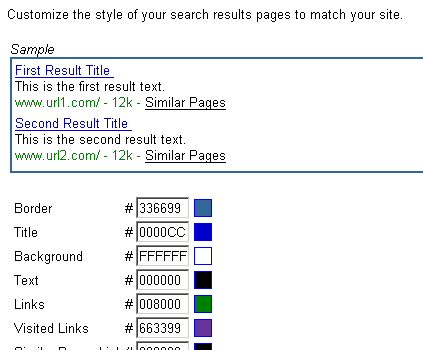 Customize the style of your search results pages to match your site.
Sample
First Result Title
This is the first result text.
www.url1.com/ - 12k - Similar Pages
Second Result Title
This is the second result text.
www.url2.com/ - 12k - Similar Pages
Border # 336699
Title # 0000CC
Background # FFFFFF
Text # 000000
Links # 008000
Visited Links # 663399